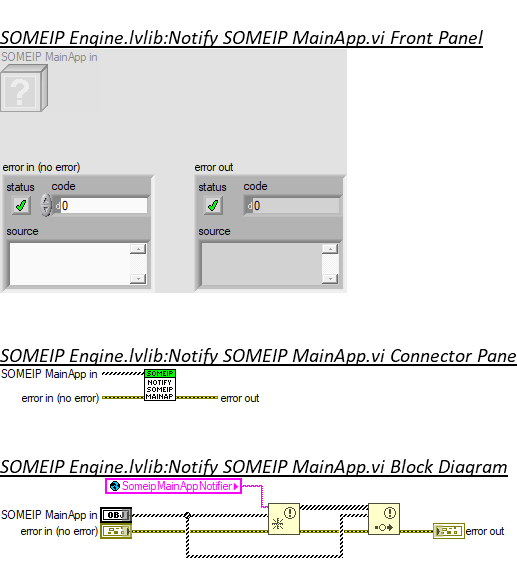 SOMEIP Engine.lvlib:Notify SOMEIP MainApp.vi Front Panel
SOMEIP MainApp in
?
error in (no error)
error out
status code
status code
d 0
d 0
source
source
SOMEIP Engine.lvlib:Notify SOMEIP MainApp.vi Connector Pane
SOMEIP MainApp in
SOMEIP
NOTIFY
SOMEIP
MAINAP
error in (no error)
error out
SOMEIP Engine.lvlib:Notify SOMEIP MainApp.vi Block Diagram
SomeipMainAppNotifier
SOMEIP MainApp in
OBJ
error in (no error)
error out